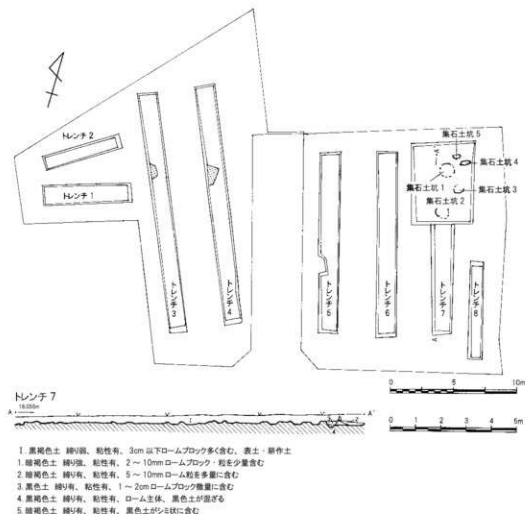 集石土坑 5
トレンチ 2
集石土坑 4
集石土坑 1
集石土坑 3
トレンチ 1
集石土坑 2
トレンチ 3
トレンチ 4
トレンチ 5
トレンチ 6
トレンチ 7
トレンチ 8
0 5 10m
トレンチ 7
A A'
0 1 2 3 4 5m
I. 黒褐色土 締り弱、粘性有、3cm 以下ロームブロック多く含む、表土・耕作土
1. 暗褐色土 締り強、粘性有、2 ～ 10mm ロームブロック・粒を少量含む
2. 暗褐色土 締り有、粘性有、5 ～ 10mm ローム粒を多量に含む
3. 黒色土 締り有、粘性有、1 ～ 2cm ロームブロック微量に含む
4. 黒褐色土 締り有、粘性有、ローム主体、黒色土が混ざる
5. 暗褐色土 締り有、粘性有、黒色土がシミ状に含む